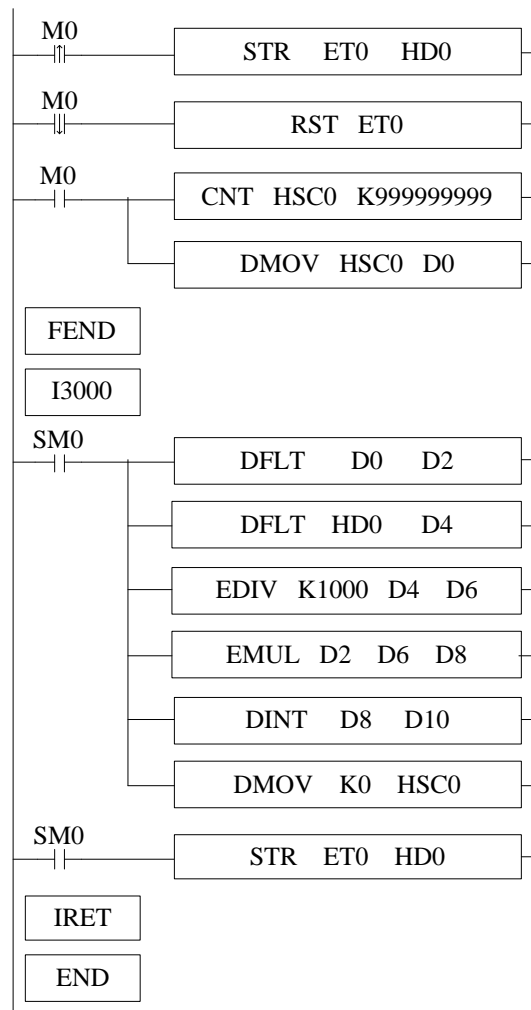 M0
STR ET0 HD0
M0
RST ET0
M0
CNT HSC0 K999999999
DMOV HSC0 D0
FEND
I3000
SM0
DFLT D0 D2
DFLT HD0 D4
EDIV K1000 D4 D6
EMUL D2 D6 D8
DINT D8 D10
DMOV K0 HSC0
SM0
STR ET0 HD0
IRET
END